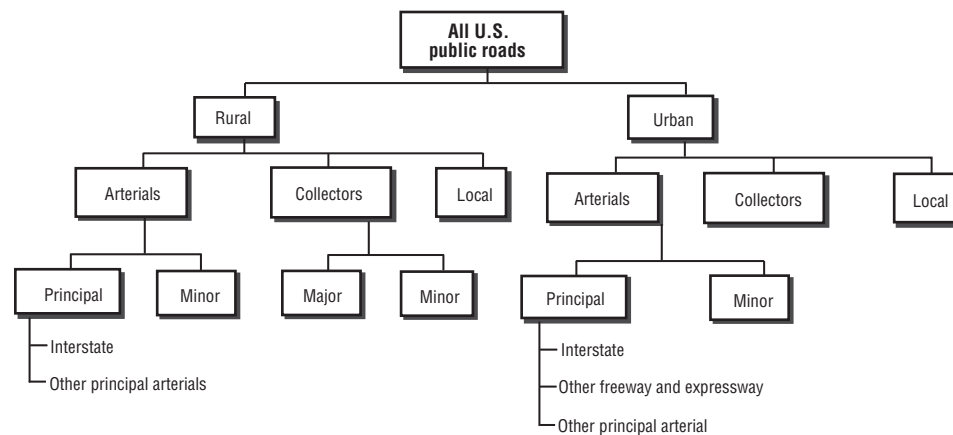 All U.S.
public roads
Rural
Urban
Arterials
Collectors
Local
Arterials
Collectors
Local
Principal
Minor
Major
Minor
Principal
Minor
Interstate
Other principal arterials
Interstate
Other freeway and expressway
Other principal arterial